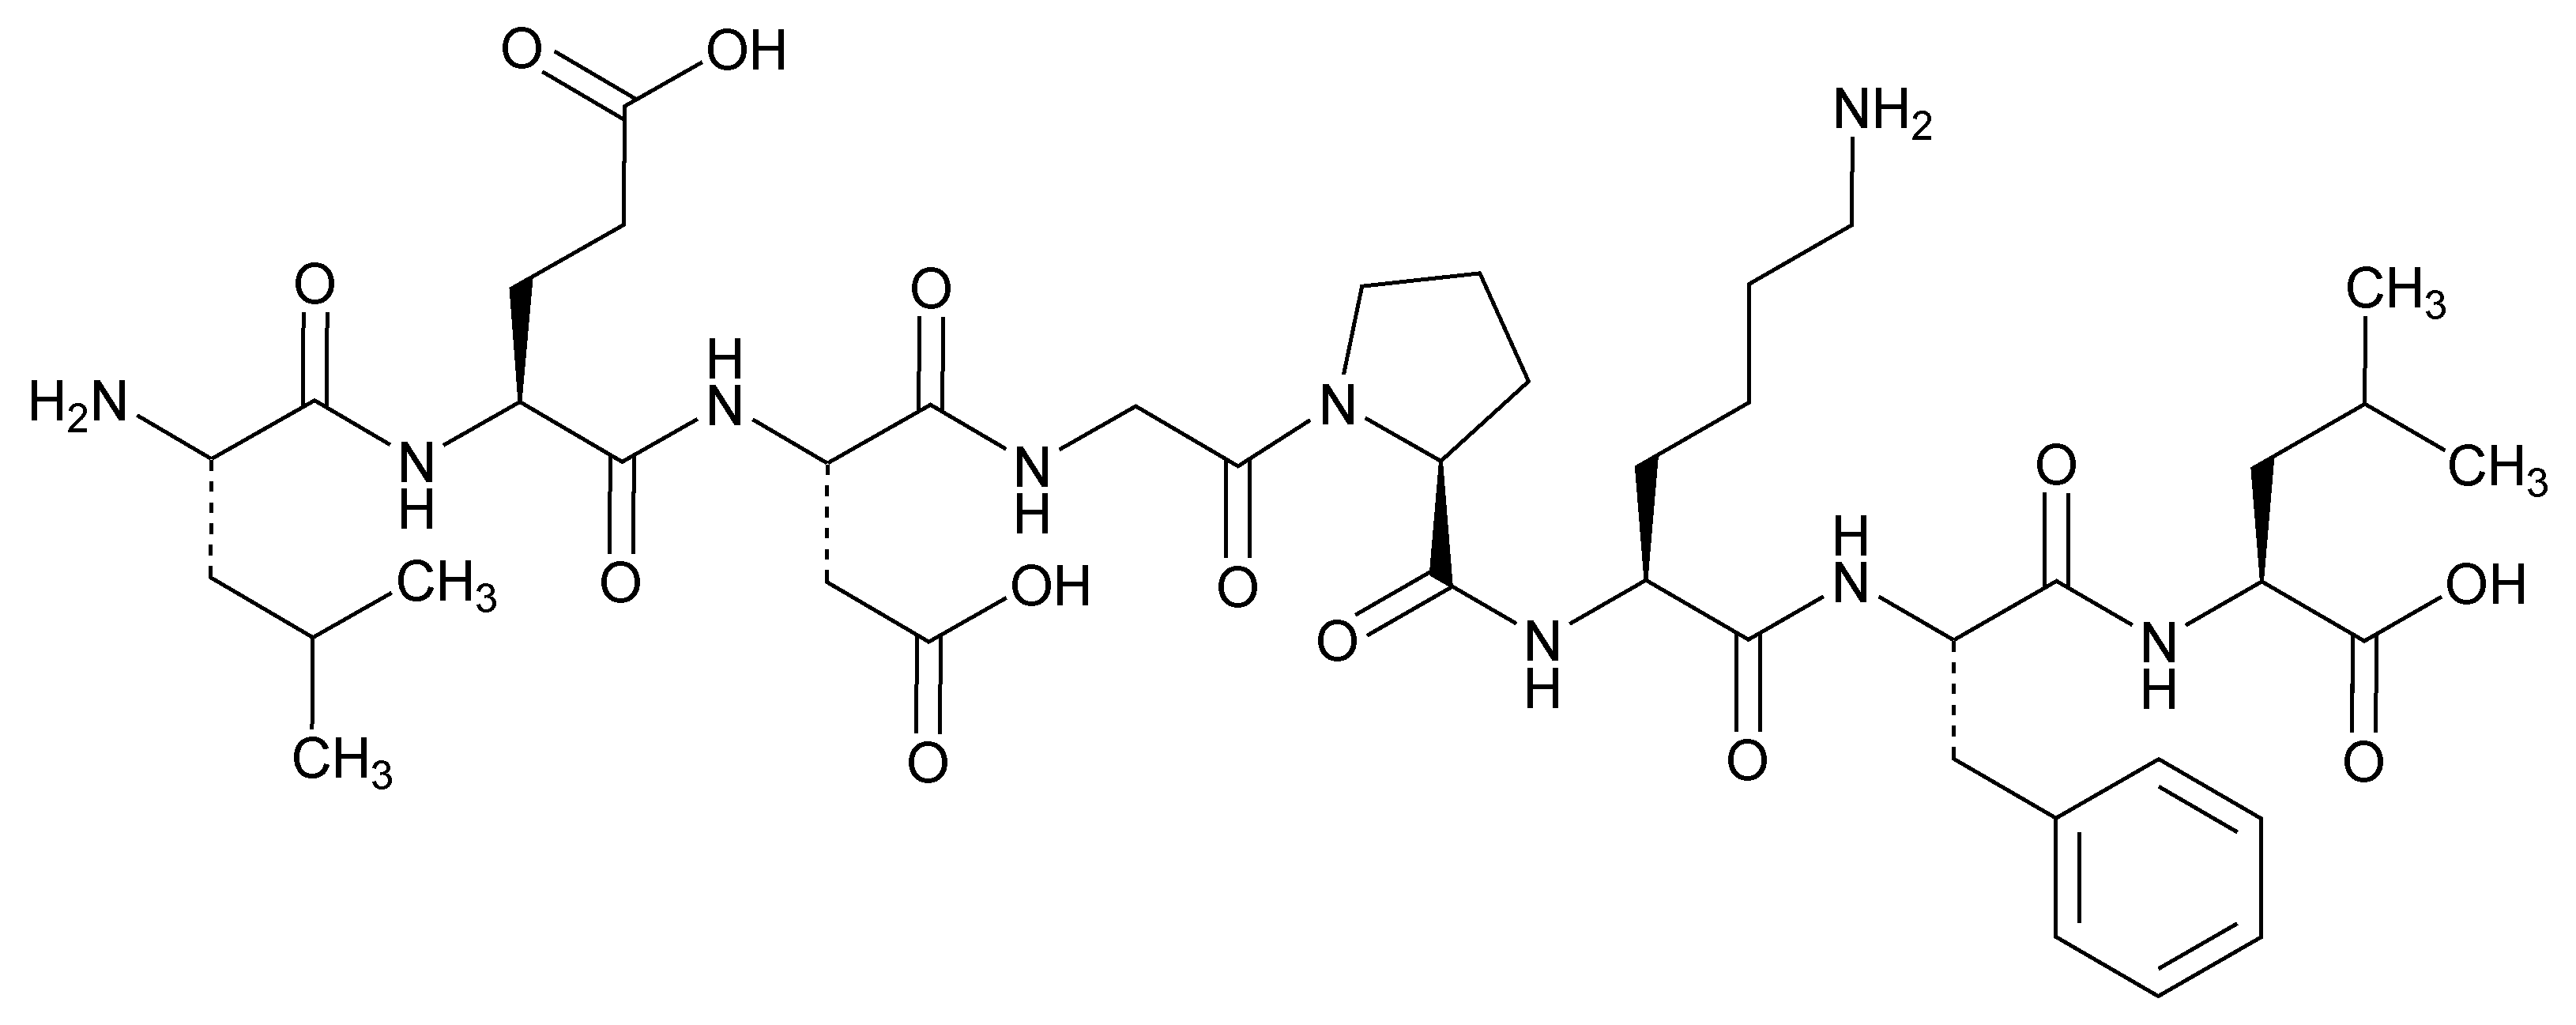 O OH
NH₂
O O CH₃
H₂N H N N
N H N H O CH₃
O CH₃ OH O H N OH
O N H O N H O
CH₃ O